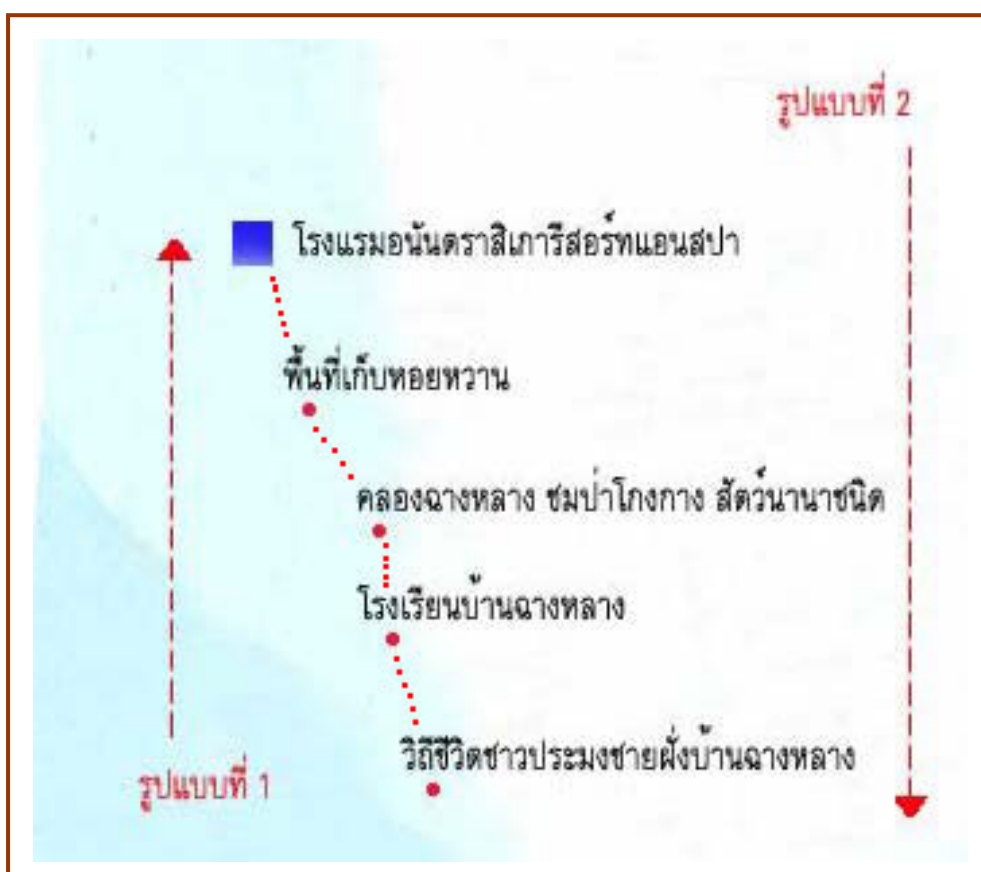 รูปแบบที่ 2
โรงแรมอนันตราสิเการีสอร์ทแอนสปา
พื้นที่เก็บหอยหวาน
คลองฉางหลาง ชมป่าโกงกาง สัตว์นานาชนิด
โรงเรียนบ้านฉางหลาง
วิถีชีวิตชาวประมงชายฝั่งบ้านฉางหลาง
รูปแบบที่ 1